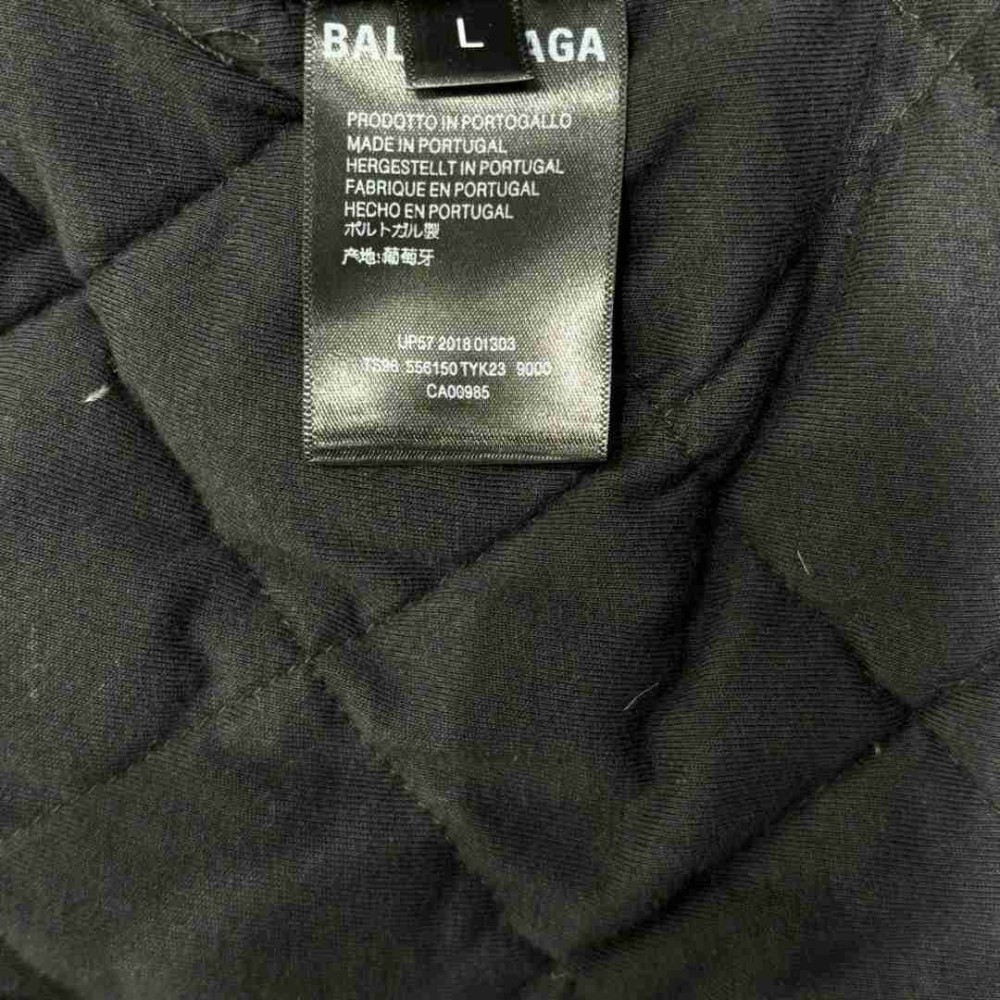 BAL AGA
L
PRODOTTO IN PORTOGALLO
MADE IN PORTUGAL
HERGESTELLT IN PORTUGAL
FABRIQUE EN PORTUGAL
HECHO EN PORTUGAL
ポルトガル製
产地:葡萄牙
UP57 2018 01303
TS96 556150 TYK23 9000
CA00985